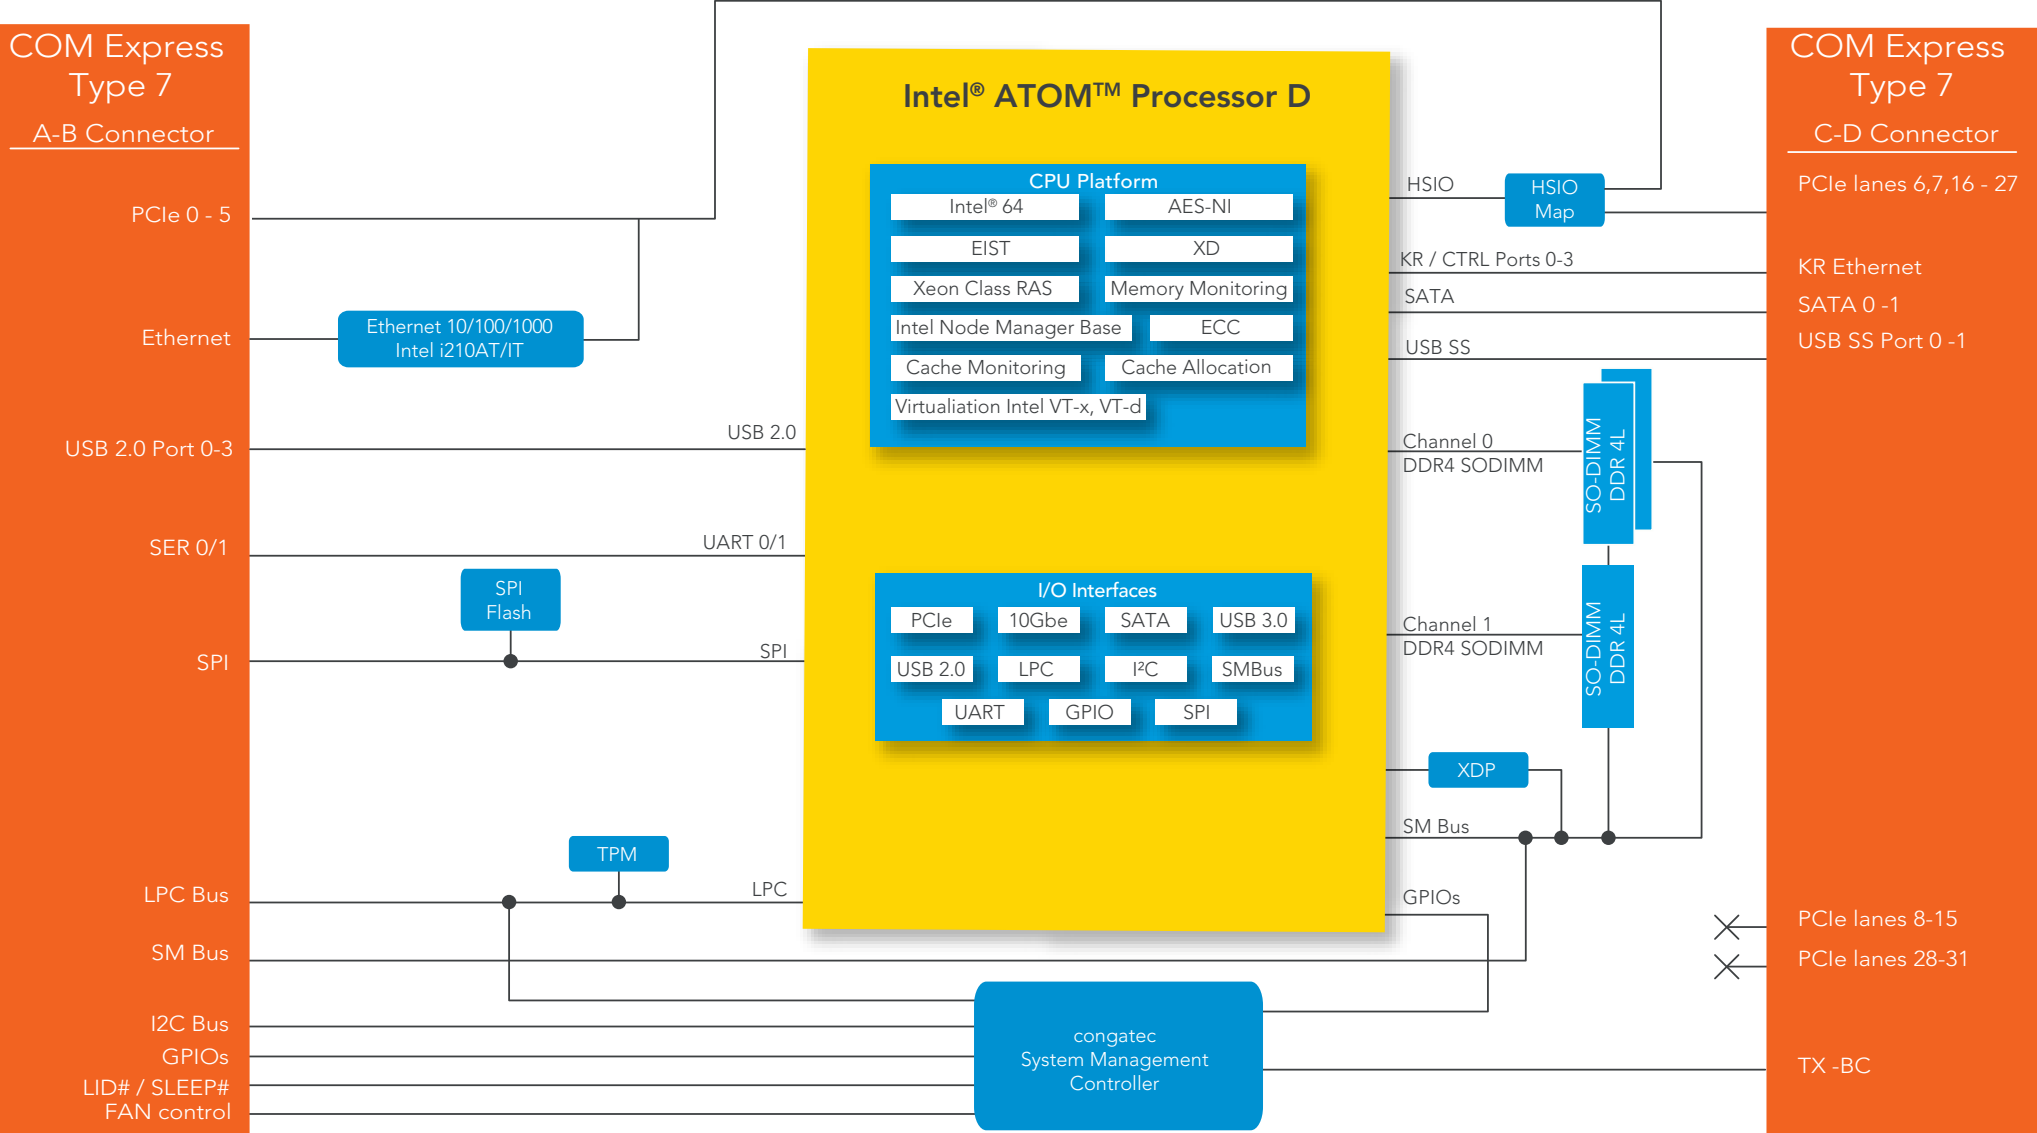 COM Express
Type 7
A-B Connector
PCIe 0 - 5
Ethernet
USB 2.0 Port 0-3
SER 0/1
SPI
LPC Bus
SM Bus
I2C Bus
GPIOs
LID# / SLEEP#
FAN control
Ethernet 10/100/1000
Intel i210AT/IT
SPI
Flash
TPM
USB 2.0
UART 0/1
SPI
LPC
Intel® ATOM™ Processor D
CPU Platform
Intel® 64
AES-NI
EIST
XD
Xeon Class RAS
Memory Monitoring
Intel Node Manager Base
ECC
Cache Monitoring
Cache Allocation
Virtualiation Intel VT-x, VT-d
I/O Interfaces
PCIe
10Gbe
SATA
USB 3.0
USB 2.0
LPC
I²C
SMBus
UART
GPIO
SPI
congatec
System Management
Controller
HSIO
HSIO
Map
KR / CTRL Ports 0-3
SATA
USB SS
Channel 0
DDR4 SODIMM
SO-DIMM
DDR 4L
Channel 1
DDR4 SODIMM
SO-DIMM
DDR 4L
XDP
SM Bus
GPIOs
COM Express
Type 7
C-D Connector
PCIe lanes 6,7,16 - 27
KR Ethernet
SATA 0 -1
USB SS Port 0 -1
PCIe lanes 8-15
PCIe lanes 28-31
TX -BC